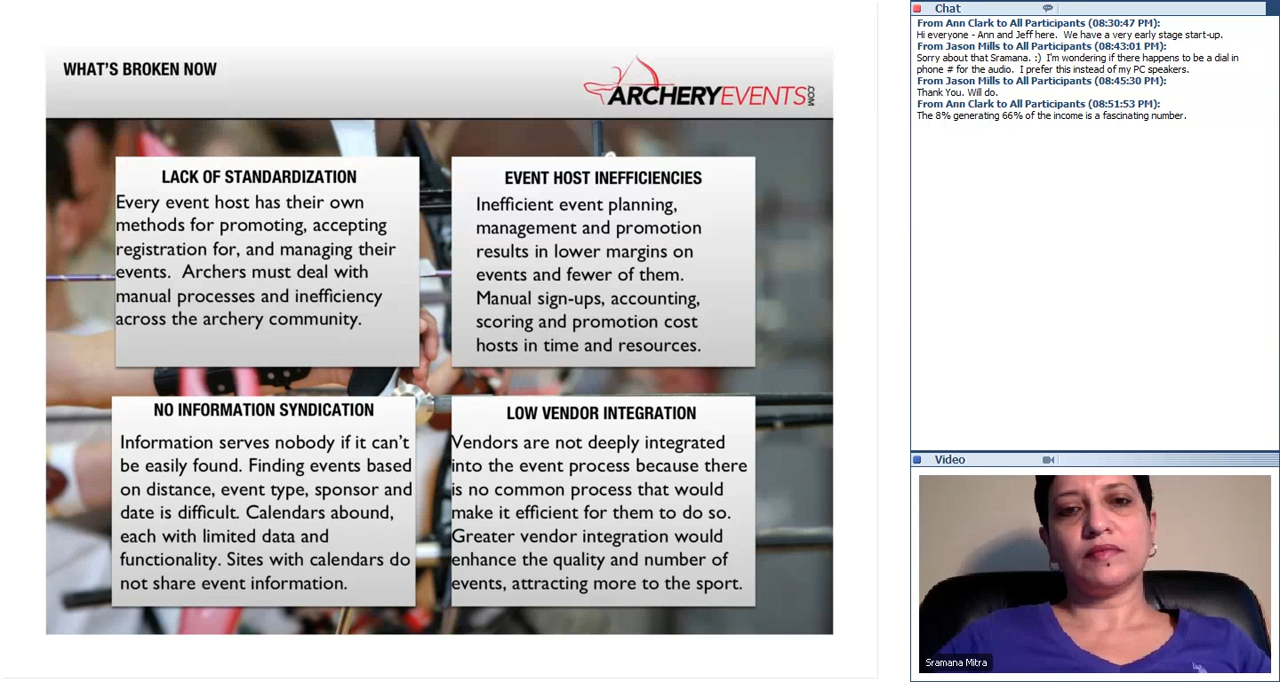 WHAT'S BROKEN NOW
ARCHERYEVENTS.COM
LACK OF STANDARDIZATION
Every event host has their own
methods for promoting, accepting
registration for, and managing their
events.  Archers must deal with
manual processes and inefficiency
across the archery community.
EVENT HOST INEFFICIENCIES
Inefficient event planning,
management and promotion
results in lower margins on
events and fewer of them.
Manual sign-ups, accounting,
scoring and promotion cost
hosts in time and resources.
NO INFORMATION SYNDICATION
Information serves nobody if it can't
be easily found. Finding events based
on distance, event type, sponsor and
date is difficult. Calendars abound,
each with limited data and
functionality. Sites with calendars do
not share event information.
LOW VENDOR INTEGRATION
Vendors are not deeply integrated
into the event process because there
is no common process that would
make it efficient for them to do so.
Greater vendor integration would
enhance the quality and number of
events, attracting more to the sport.
Chat
From Ann Clark to All Participants (08:30:47 PM):
Hi everyone - Ann and Jeff here.  We have a very early stage start-up.
From Jason Mills to All Participants (08:43:01 PM):
Sorry about that Sramana. :)  I'm wondering if there happens to be a dial in
phone # for the audio.  I prefer this instead of my PC speakers.
From Jason Mills to All Participants (08:45:30 PM):
Thank You. Will do.
From Ann Clark to All Participants (08:51:53 PM):
The 8% generating 66% of the income is a fascinating number.
Video
Sramana Mitra